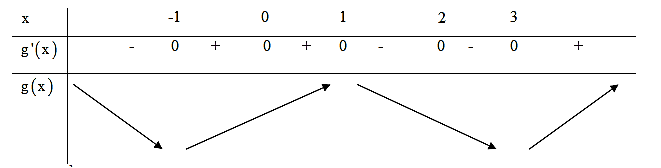 x -1 0 1 2 3
g'(x) - 0 + 0 + 0 - 0 - 0 +
g(x)